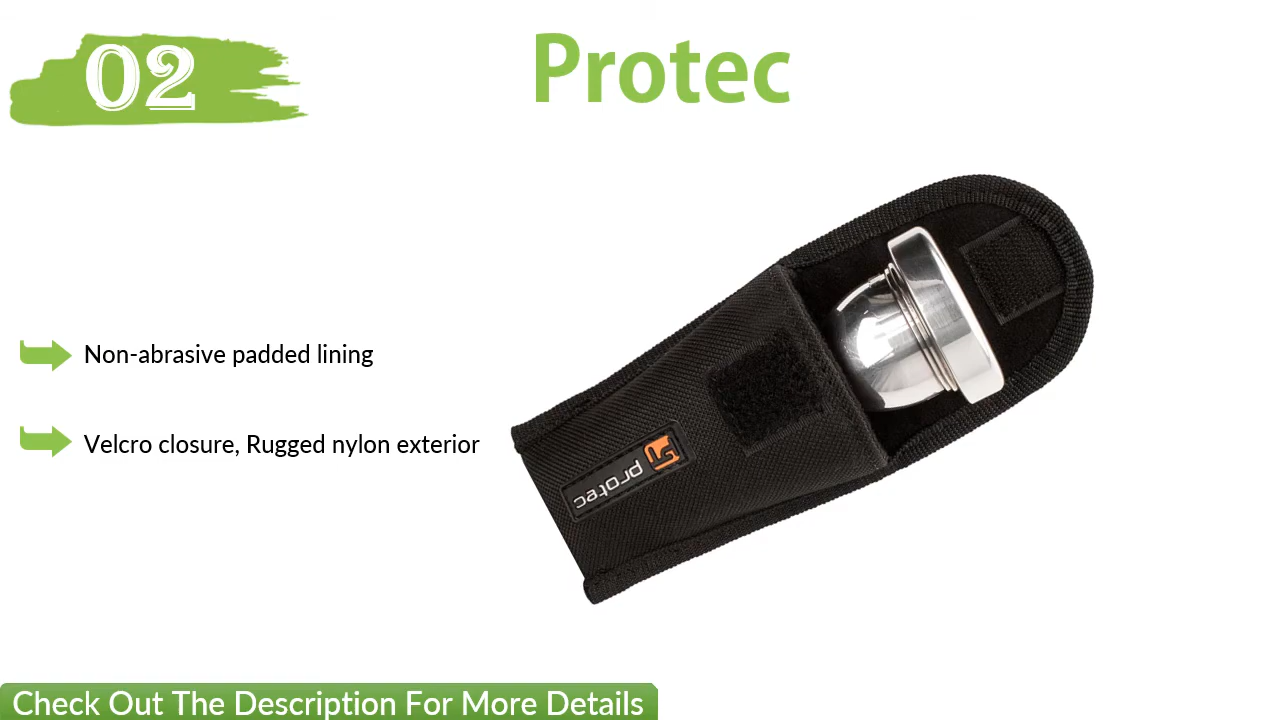 02
Protec
Non-abrasive padded lining
Velcro closure, Rugged nylon exterior
protec
Check Out The Description For More Details